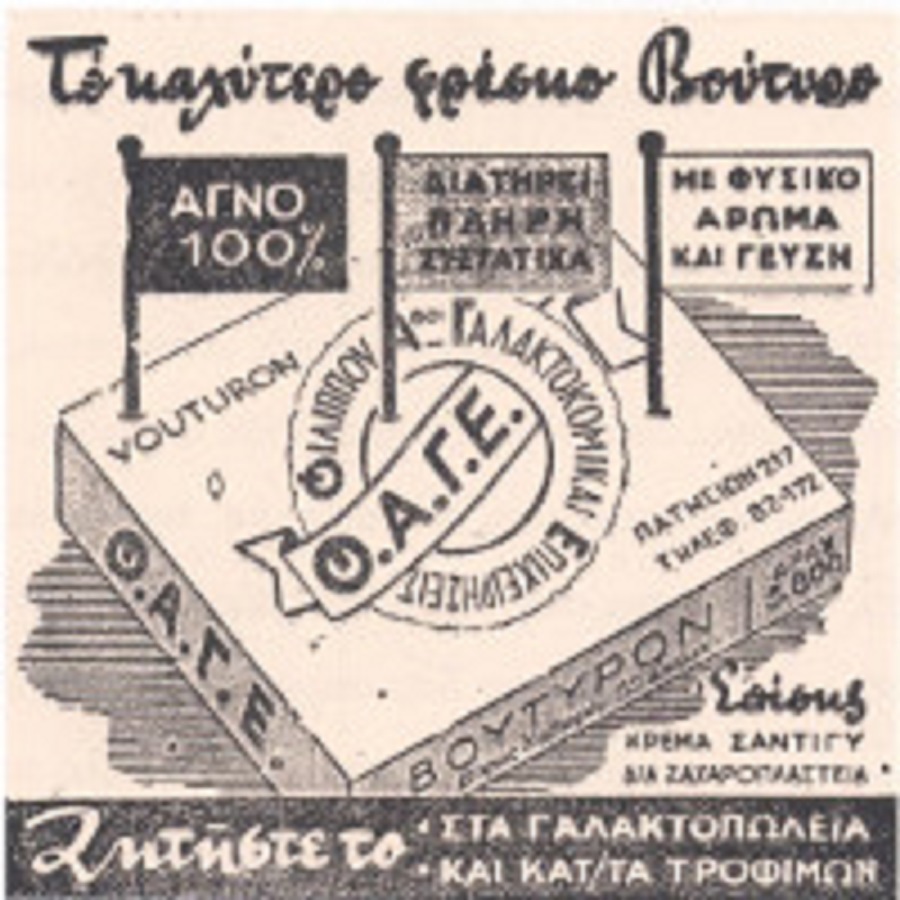 Τὸ καλύτερο φρέσκο Βούτυρο
ΑΓΝΟ
100%
ΔΙΑΤΗΡΕΙ
ΠΛΗΡΗ
ΣΥΣΤΑΤΙΚΑ
ΜΕ ΦΥΣΙΚΟ
ΑΡΩΜΑ
ΚΑΙ ΓΕΥΣΗ
VOUTURON
ΦΙΛΙΠΠΟΥ Αφοι ΓΑΛΑΚΤΟΚΟΜΙΚΑΙ ΕΠΙΧΕΙΡΗΣΕΙΣ
Φ.Α.Γ.Ε.
ΠΑΤΗΣΙΩΝ 217
ΤΗΛΕΦ. 82-172
Φ.Α.Γ.Ε.
ΒΟΥΤΥΡΟΝ
ΔΡΑΧ
Ἐπίσης
ΚΡΕΜΑ ΣΑΝΤΙΓΥ
ΔΙΑ ΖΑΧΑΡΟΠΛΑΣΤΕΙΑ
Ζητῆστε το
• ΣΤΑ ΓΑΛΑΚΤΟΠΩΛΕΙΑ
• ΚΑΙ ΚΑΤ/ΤΑ ΤΡΟΦΙΜΩΝ